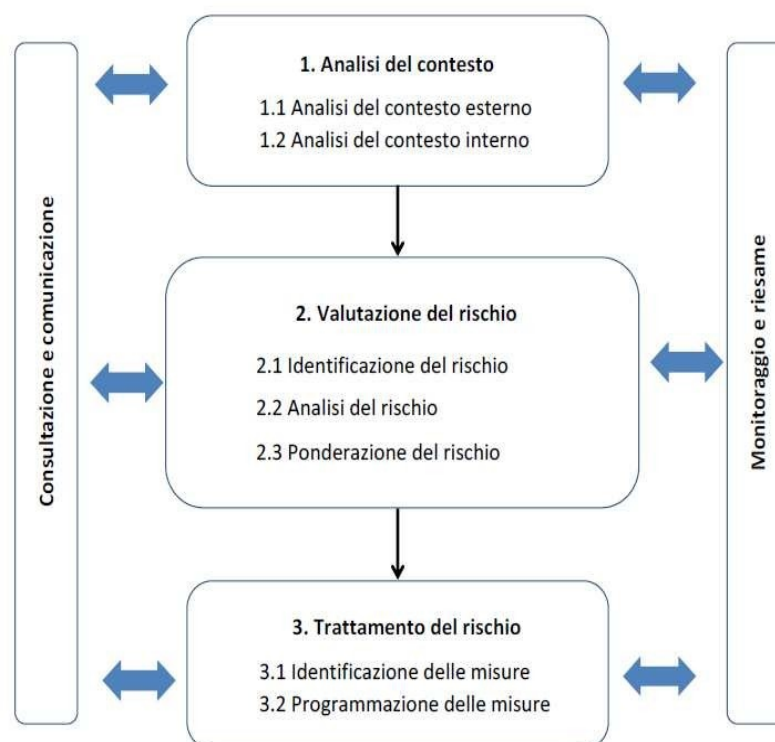 Consultazione e comunicazione
1. Analisi del contesto
1.1 Analisi del contesto esterno
1.2 Analisi del contesto interno
2. Valutazione del rischio
2.1 Identificazione del rischio
2.2 Analisi del rischio
2.3 Ponderazione del rischio
3. Trattamento del rischio
3.1 Identificazione delle misure
3.2 Programmazione delle misure
Monitoraggio e riesame